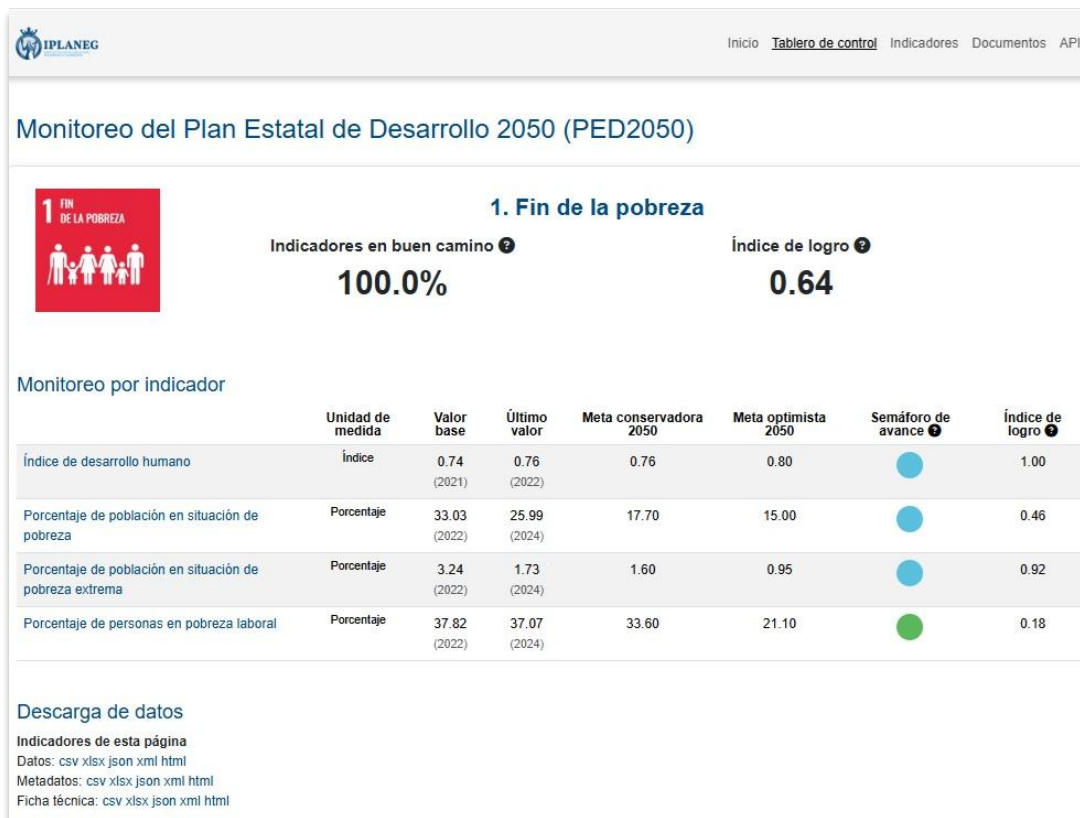 IPLANEG
Inicio Tablero de control Indicadores Documentos API
Monitoreo del Plan Estatal de Desarrollo 2050 (PED2050)
1 FIN
DE LA POBREZA
1. Fin de la pobreza
Indicadores en buen camino ? Índice de logro ?
100.0% 0.64
Monitoreo por indicador
Unidad de medida Valor base Último valor Meta conservadora 2050 Meta optimista 2050 Semáforo de avance ? Índice de logro ?
Índice de desarrollo humano Índice 0.74 0.76 0.76 0.80 1.00
(2021) (2022)
Porcentaje de población en situación de Porcentaje 33.03 25.99 17.70 15.00 0.46
pobreza (2022) (2024)
Porcentaje de población en situación de Porcentaje 3.24 1.73 1.60 0.95 0.92
pobreza extrema (2022) (2024)
Porcentaje de personas en pobreza laboral Porcentaje 37.82 37.07 33.60 21.10 0.18
(2022) (2024)
Descarga de datos
Indicadores de esta página
Datos: csv xlsx json xml html
Metadatos: csv xlsx json xml html
Ficha técnica: csv xlsx json xml html